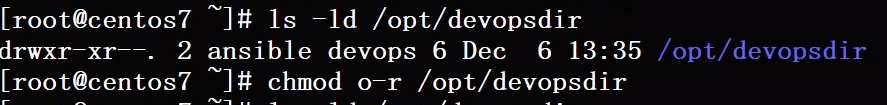 [root@centos7 ~]# ls -ld /opt/devopsdir
drwxr-xr--. 2 ansible devops 6 Dec  6 13:35 /opt/devopsdir
[root@centos7 ~]# chmod o-r /opt/devopsdir